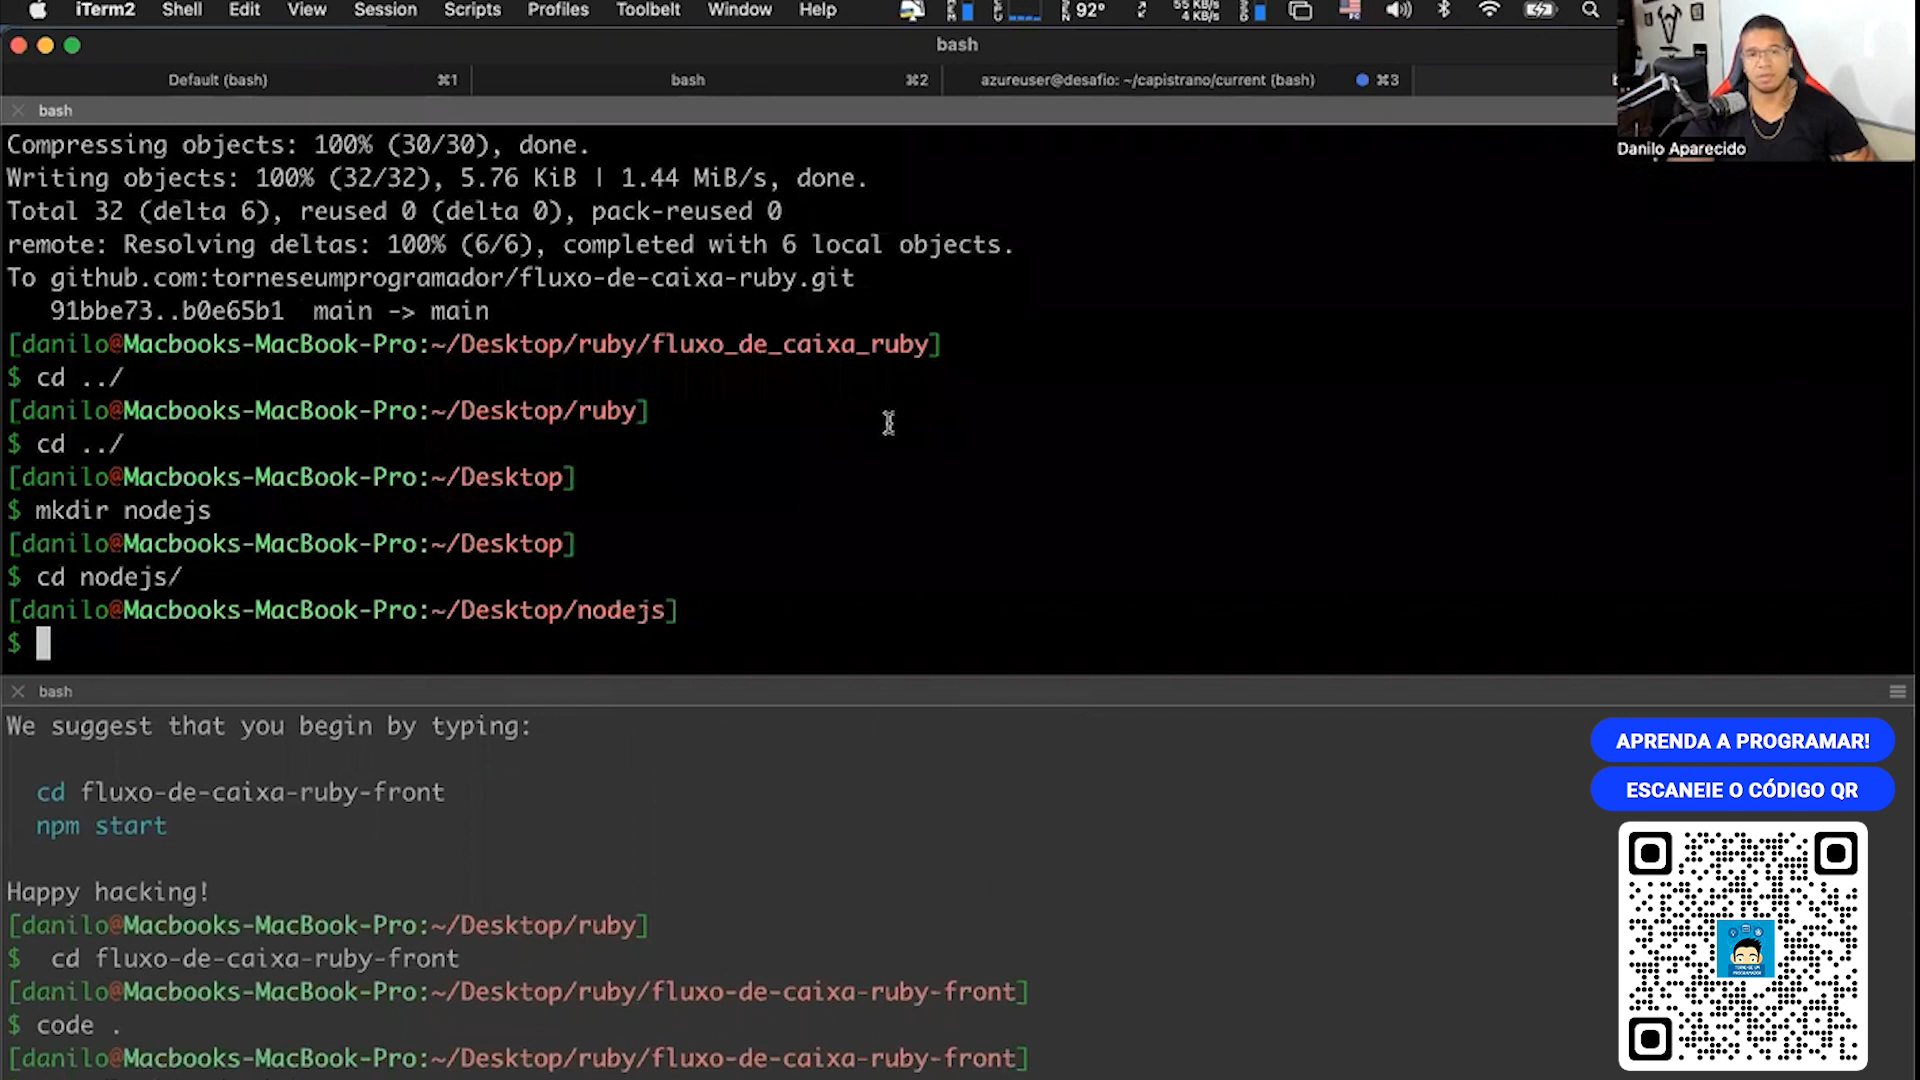 iTerm2 Shell Edit View Session Scripts Profiles Toolbelt Window Help 92° 55 KB/s
4 KB/s
bash
Default (bash) ⌘1 bash ⌘2 azureuser@desafio: ~/capistrano/current (bash) ⌘3
bash
Danilo Aparecido
Compressing objects: 100% (30/30), done.
Writing objects: 100% (32/32), 5.76 KiB | 1.44 MiB/s, done.
Total 32 (delta 6), reused 0 (delta 0), pack-reused 0
remote: Resolving deltas: 100% (6/6), completed with 6 local objects.
To github.com:torneseumprogramador/fluxo-de-caixa-ruby.git
91bbe73..b0e65b1 main -> main
[danilo@Macbooks-MacBook-Pro:~/Desktop/ruby/fluxo_de_caixa_ruby]
$ cd ../
[danilo@Macbooks-MacBook-Pro:~/Desktop/ruby]
$ cd ../
[danilo@Macbooks-MacBook-Pro:~/Desktop]
$ mkdir nodejs
[danilo@Macbooks-MacBook-Pro:~/Desktop]
$ cd nodejs/
[danilo@Macbooks-MacBook-Pro:~/Desktop/nodejs]
$
bash
We suggest that you begin by typing:
cd fluxo-de-caixa-ruby-front
npm start
Happy hacking!
[danilo@Macbooks-MacBook-Pro:~/Desktop/ruby]
$ cd fluxo-de-caixa-ruby-front
[danilo@Macbooks-MacBook-Pro:~/Desktop/ruby/fluxo-de-caixa-ruby-front]
$ code .
[danilo@Macbooks-MacBook-Pro:~/Desktop/ruby/fluxo-de-caixa-ruby-front]
APRENDA A PROGRAMAR!
ESCANEIE O CÓDIGO QR